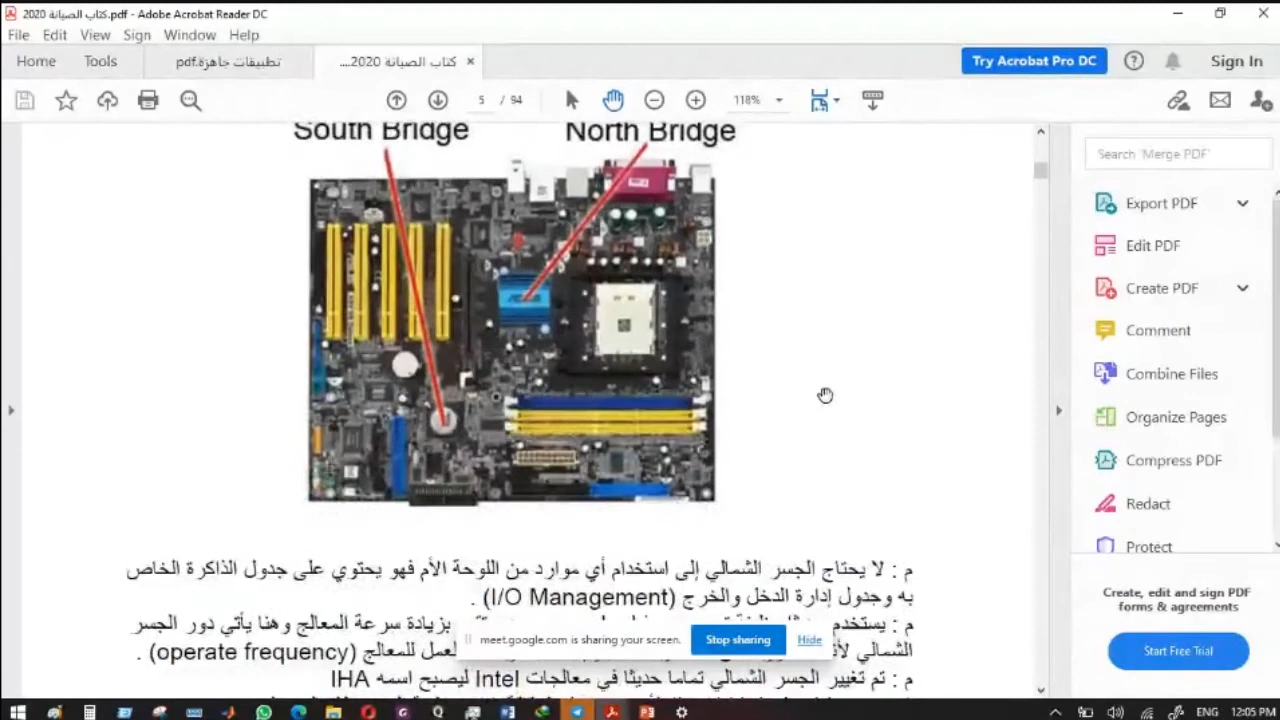 كتاب الصيانة 2020.pdf - Adobe Acrobat Reader DC
File Edit View Sign Window Help
Home Tools تطبيقات جاهزة.pdf كتاب الصيانة 2020... × Try Acrobat Pro DC Sign In
5 / 94 118%
South Bridge North Bridge
م : لا يحتاج الجسر الشمالي إلى استخدام أي موارد من اللوحة الأم فهو يحتوي على جدول الذاكرة الخاص
به وجدول إدارة الدخل والخرج (I/O Management) .
م : يستخدم بزيادة سرعة المعالج وهنا يأتي دور الجسر
الشمالي العمل للمعالج (operate frequency) .
م : تم تغيير الجسر الشمالي تماما حديثا في معالجات Intel ليصبح اسمه IHA
meet.google.com is sharing your screen. Stop sharing Hide
Search 'Merge PDF'
Export PDF
Edit PDF
Create PDF
Comment
Combine Files
Organize Pages
Compress PDF
Redact
Protect
Create, edit and sign PDF
forms & agreements
Start Free Trial
ENG 12:05 PM